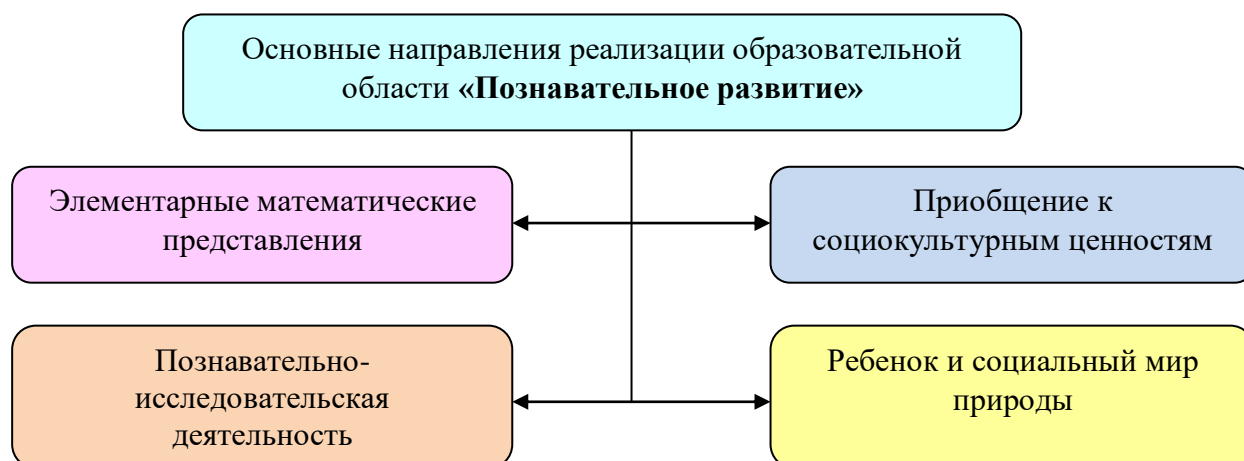 Основные направления реализации образовательной
области «Познавательное развитие»
Элементарные математические
представления
Приобщение к
социокультурным ценностям
Познавательно-
исследовательская
деятельность
Ребенок и социальный мир
природы